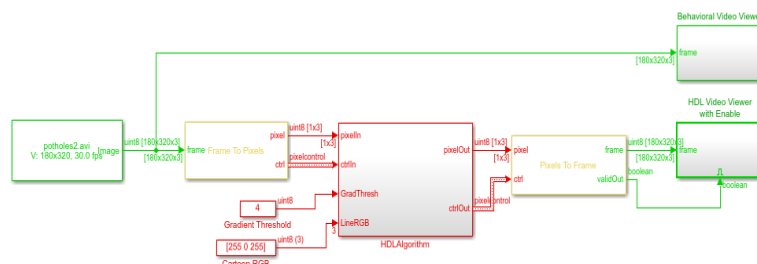 Behavioral Video Viewer
frame
[180x320x3]
HDL Video Viewer
with Enable
potholes2.avi
V: 180x320, 30.0 fps
Image
uint8 [180x320x3]
[180x320x3]
frame
Frame To Pixels
pixel
ctrl
uint8 [1x3]
[1x3]
pixelcontrol
pixelIn
ctrlIn
GradThresh
LineRGB
pixelOut
ctrlOut
HDLAlgorithm
uint8 [1x3]
[1x3]
pixelcontrol
pixel
ctrl
Pixels To Frame
frame
validOut
uint8 [180x320x3]
[180x320x3]
boolean
frame
boolean
4
uint8
Gradient Threshold
[255 0 255]
uint8 (3)
3
Cartoon RGB